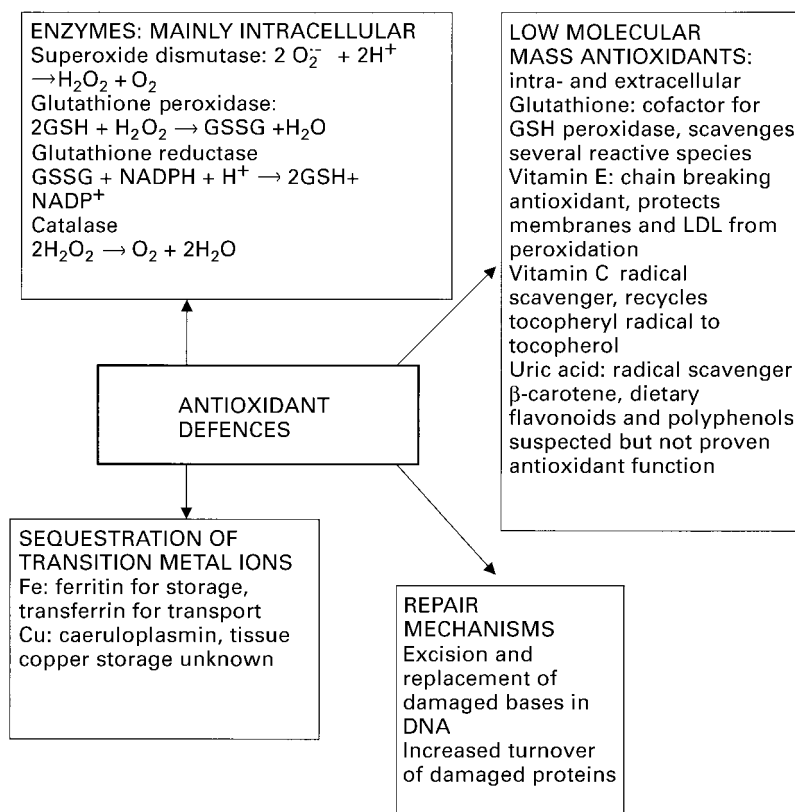 ENZYMES: MAINLY INTRACELLULAR
Superoxide dismutase: 2 O₂·⁻ + 2H⁺
→H₂O₂ + O₂
Glutathione peroxidase:
2GSH + H₂O₂ → GSSG +H₂O
Glutathione reductase
GSSG + NADPH + H⁺ → 2GSH+
NADP⁺
Catalase
2H₂O₂ → O₂ + 2H₂O
LOW MOLECULAR
MASS ANTIOXIDANTS:
intra- and extracellular
Glutathione: cofactor for
GSH peroxidase, scavenges
several reactive species
Vitamin E: chain breaking
antioxidant, protects
membranes and LDL from
peroxidation
Vitamin C radical
scavenger, recycles
tocopheryl radical to
tocopherol
Uric acid: radical scavenger
β-carotene, dietary
flavonoids and polyphenols
suspected but not proven
antioxidant function
ANTIOXIDANT
DEFENCES
SEQUESTRATION OF
TRANSITION METAL IONS
Fe: ferritin for storage,
transferrin for transport
Cu: caeruloplasmin, tissue
copper storage unknown
REPAIR
MECHANISMS
Excision and
replacement of
damaged bases in
DNA
Increased turnover
of damaged proteins